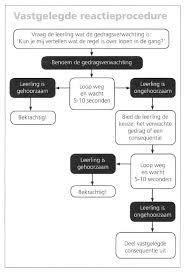 Vastgelegde reactieprocedure
Vraag de leerling wat de gedragsverwachting is:
'Kun je mij vertellen wat de regel is over lopen in de gang?'
Benoem de gedragsverwachting
Leerling is
gehoorzaam
Loop weg
en wacht
5-10 seconden
Leerling is
ongehoorzaam
Bekrachtig!
Bied de leerling de
keuze: het verwachte
gedrag of een
consequentie
Leerling is
gehoorzaam
Loop weg
en wacht
5-10 seconden
Bekrachtig!
Leerling is
ongehoorzaam
Deel vastgelegde
consequentie uit